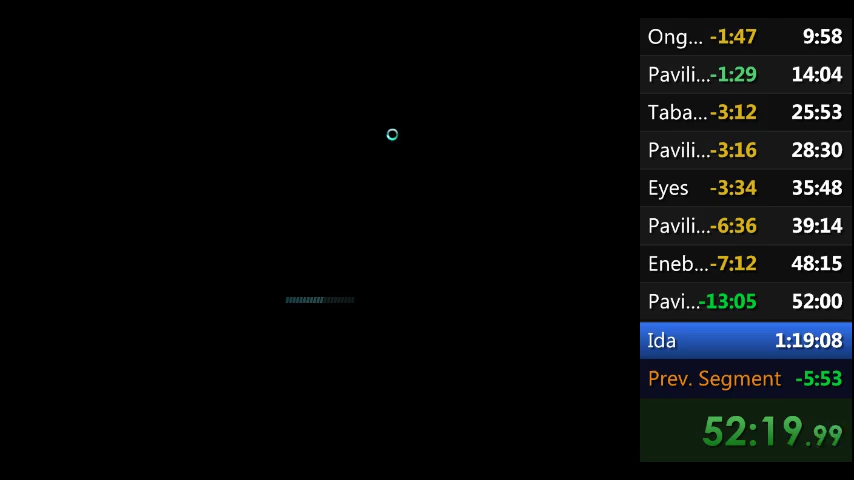 Ong... -1:47 9:58
Pavili...-1:29 14:04
Taba...-3:12 25:53
Pavili...-3:16 28:30
Eyes -3:34 35:48
Pavili...-6:36 39:14
Eneb...-7:12 48:15
Pavi...-13:05 52:00
Ida 1:19:08
Prev. Segment -5:53
52:19.99